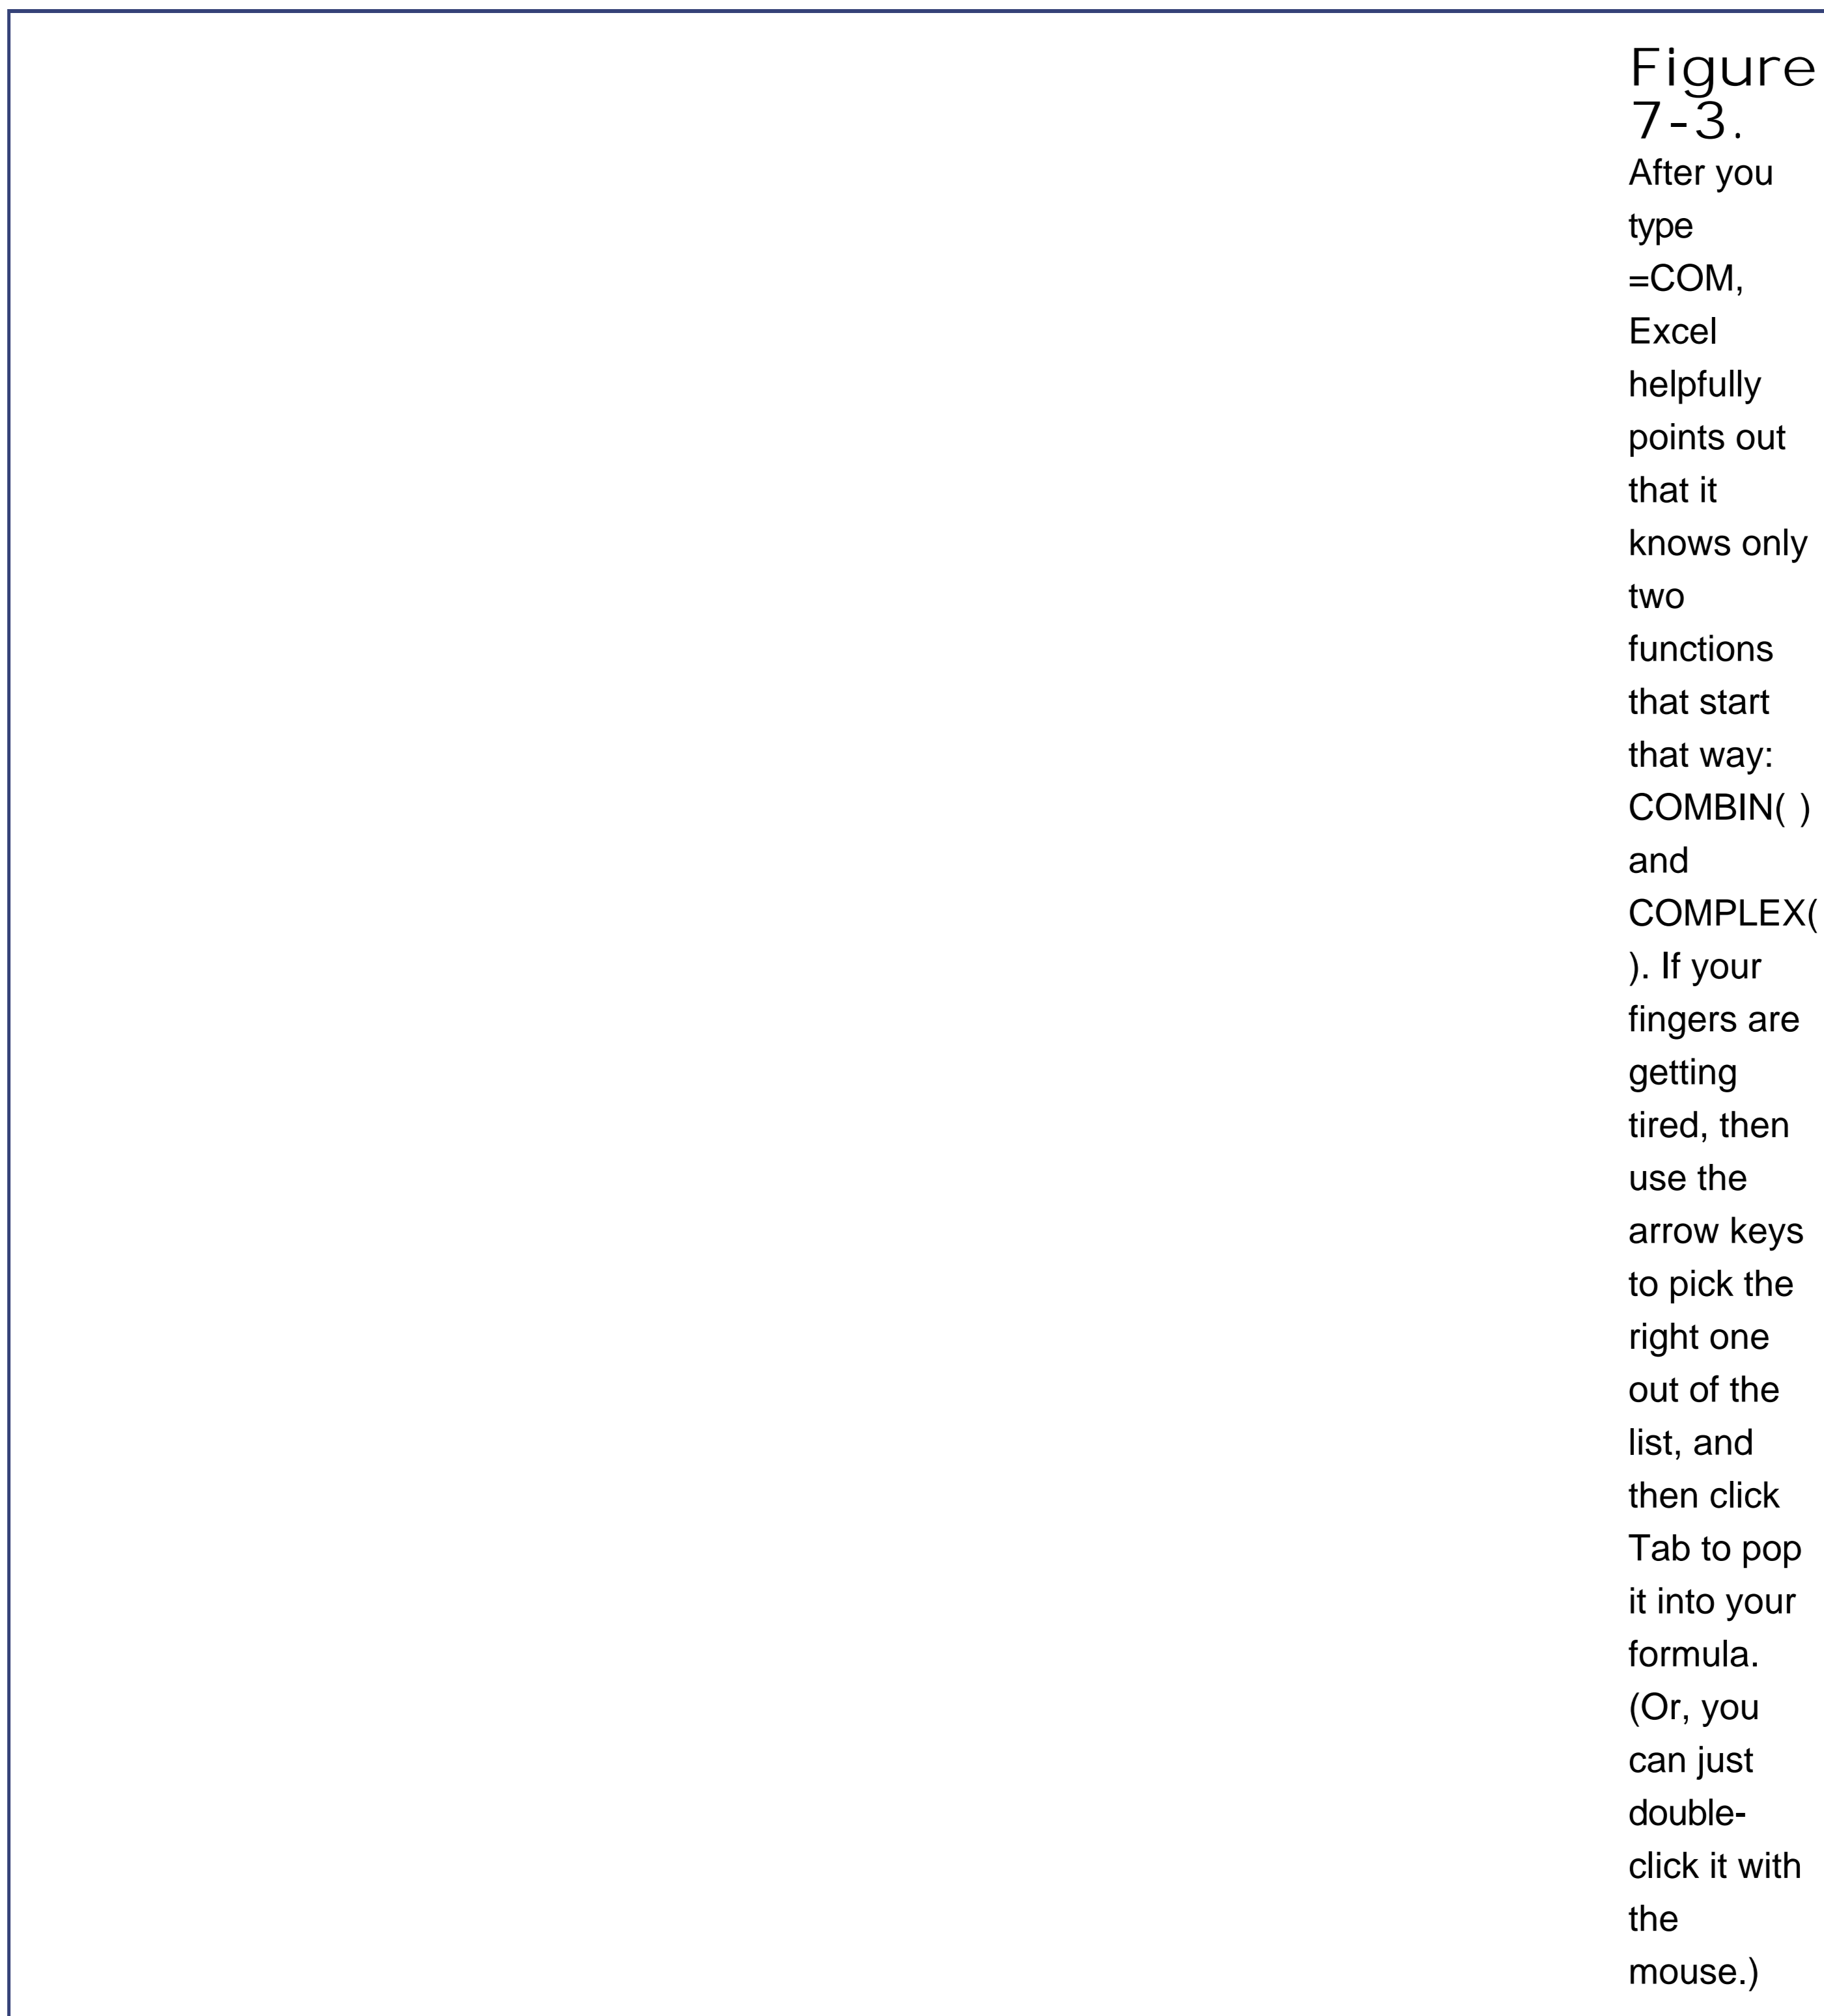 Figure
7-3.
After you
type
=COM,
Excel
helpfully
points out
that it
knows only
two
functions
that start
that way:
COMBIN( )
and
COMPLEX(
). If your
fingers are
getting
tired, then
use the
arrow keys
to pick the
right one
out of the
list, and
then click
Tab to pop
it into your
formula.
(Or, you
can just
double-
click it with
the
mouse.)